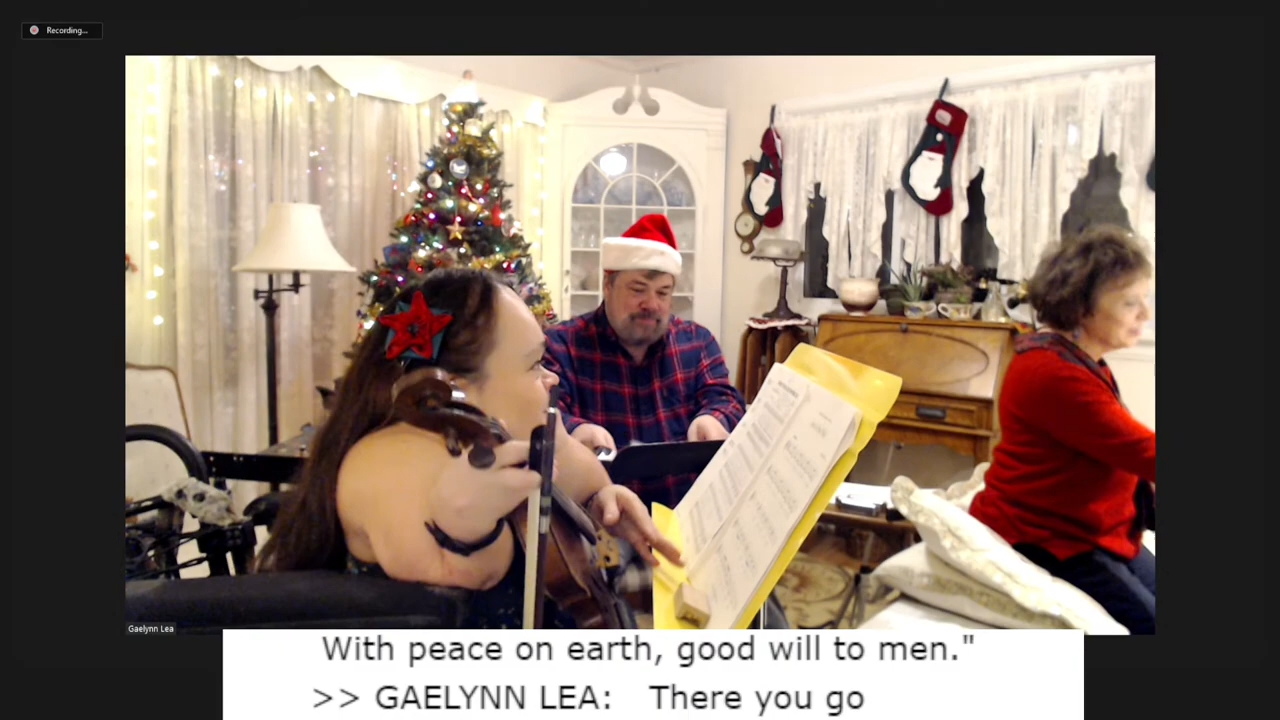 Recording...
Gaelynn Lea
With peace on earth, good will to men."
>> GAELYNN LEA: There you go